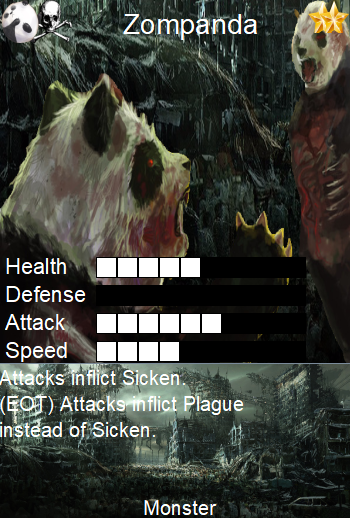 Zompanda
Health
Defense
Attack
Speed
Attacks inflict Sicken.
(EOT) Attacks inflict Plague
instead of Sicken.
Monster